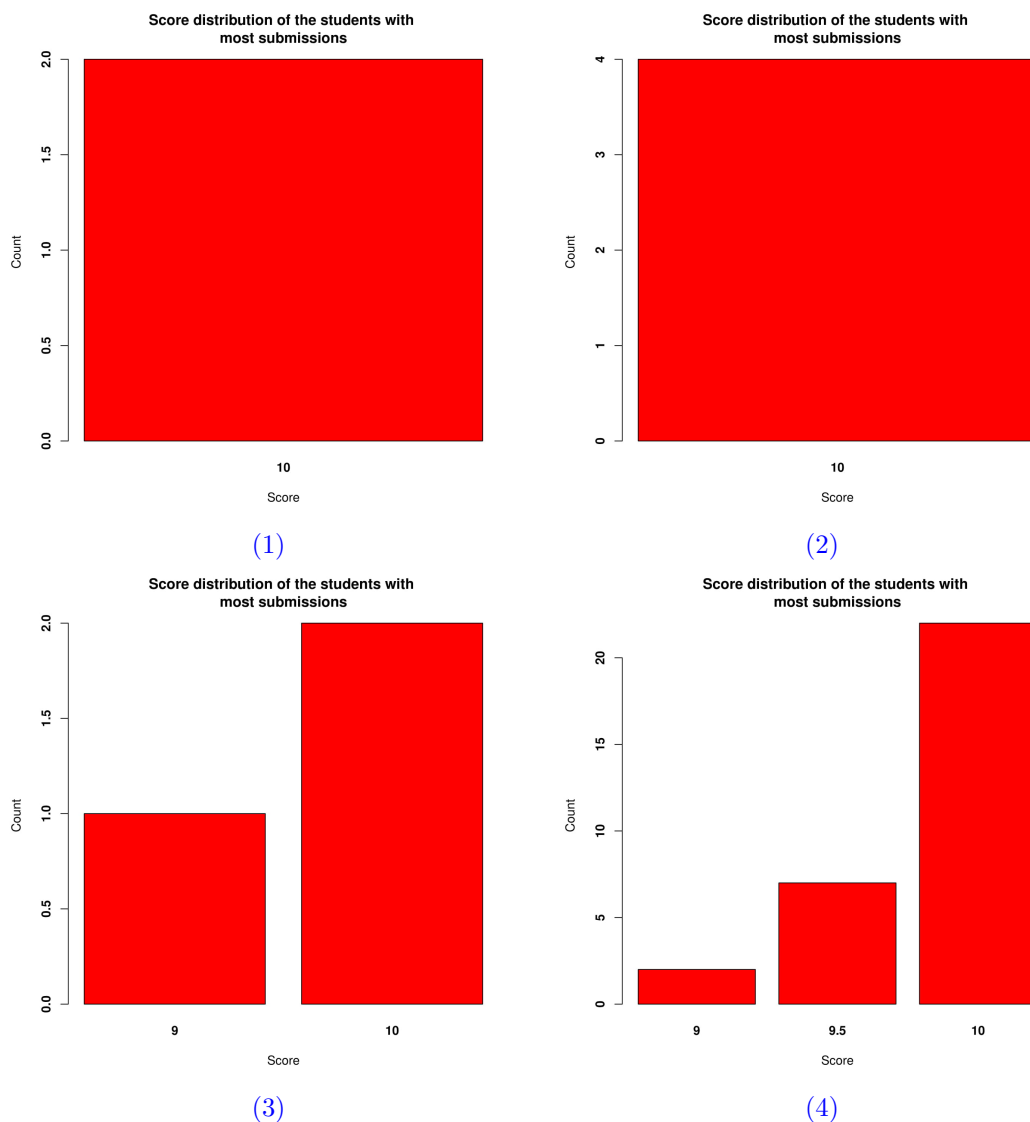 Score distribution of the students with
most submissions
Count
2.0
1.5
1.0
0.5
0.0
10
Score
(1)
Score distribution of the students with
most submissions
Count
4
3
2
1
0
10
Score
(2)
Score distribution of the students with
most submissions
Count
2.0
1.5
1.0
0.5
0.0
9 10
Score
(3)
Score distribution of the students with
most submissions
Count
20
15
10
5
0
9 9.5 10
Score
(4)